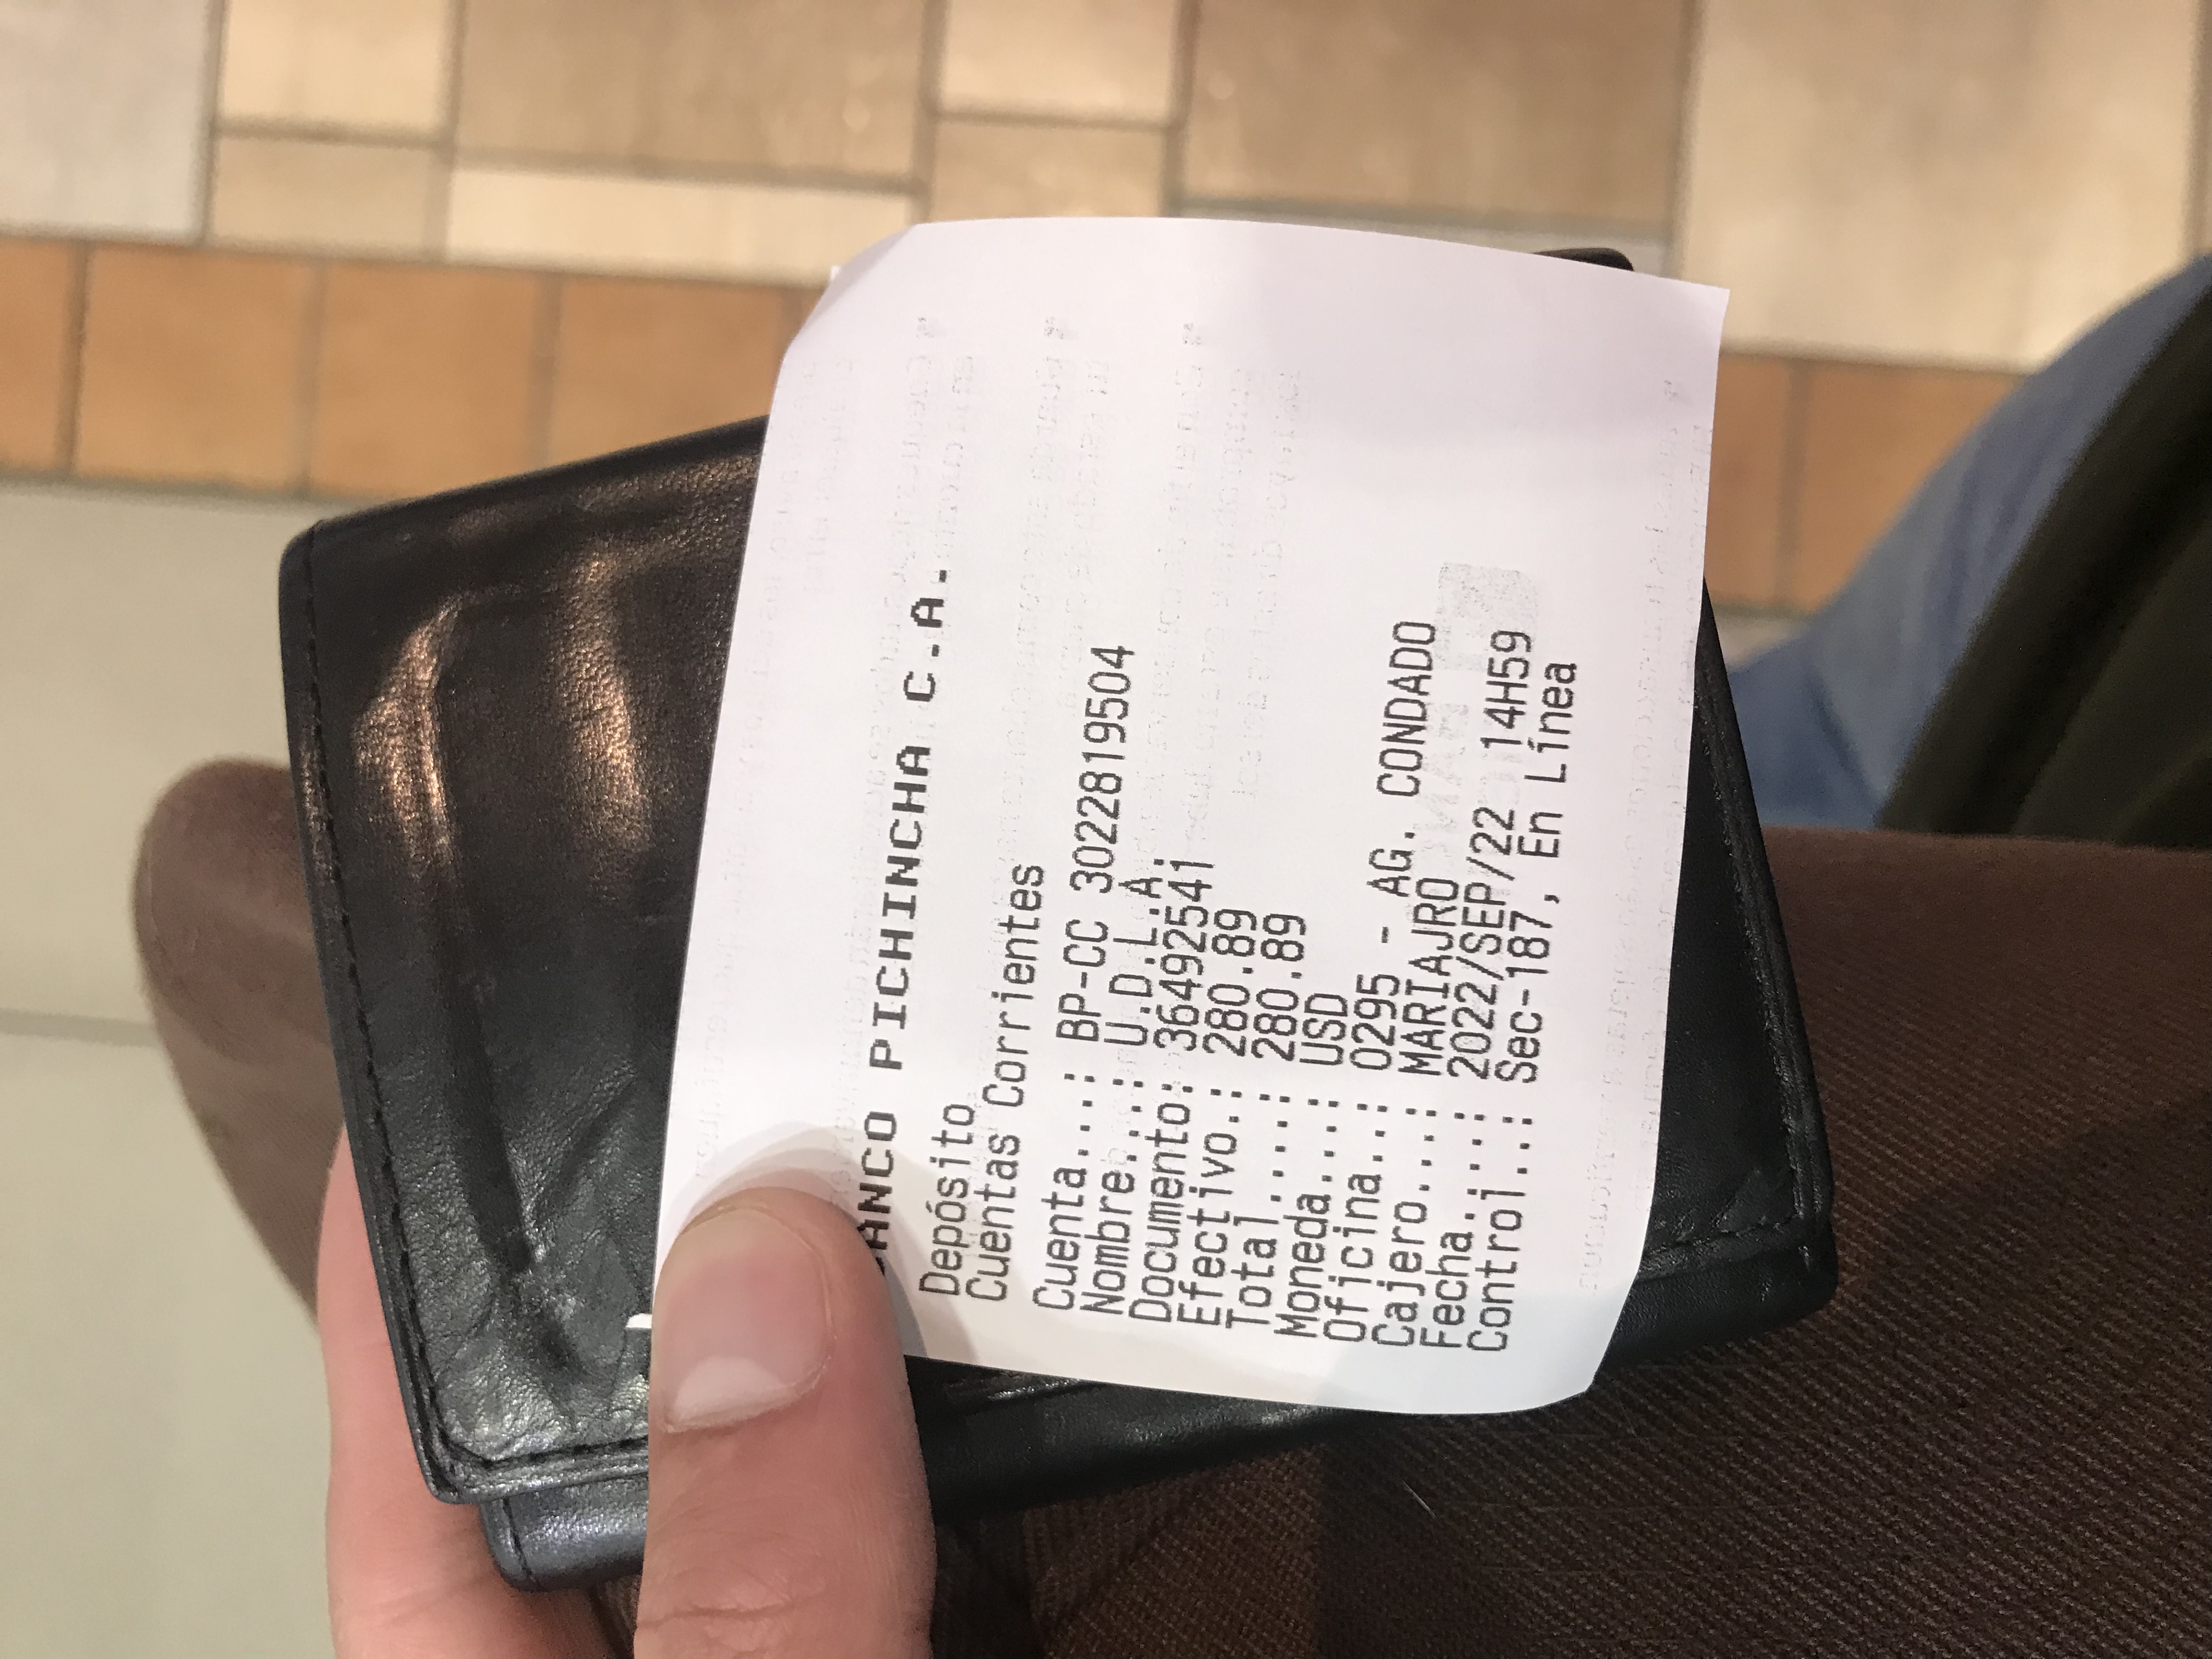 BANCO PICHINCHA C.A.
Depósito
Cuentas Corrientes
Cuenta....: BP-CC 3022819504
Nombre....: U.D.L.A.
Documento: 36492541
Efectivo.: 280.89
Total.....: 280.89
Moneda....: USD
Oficina...: 0295 - AG. CONDADO
Cajero....: MARIAJRO
Fecha.....: 2022/SEP/22 14H59
Control..: Sec-187, En Línea